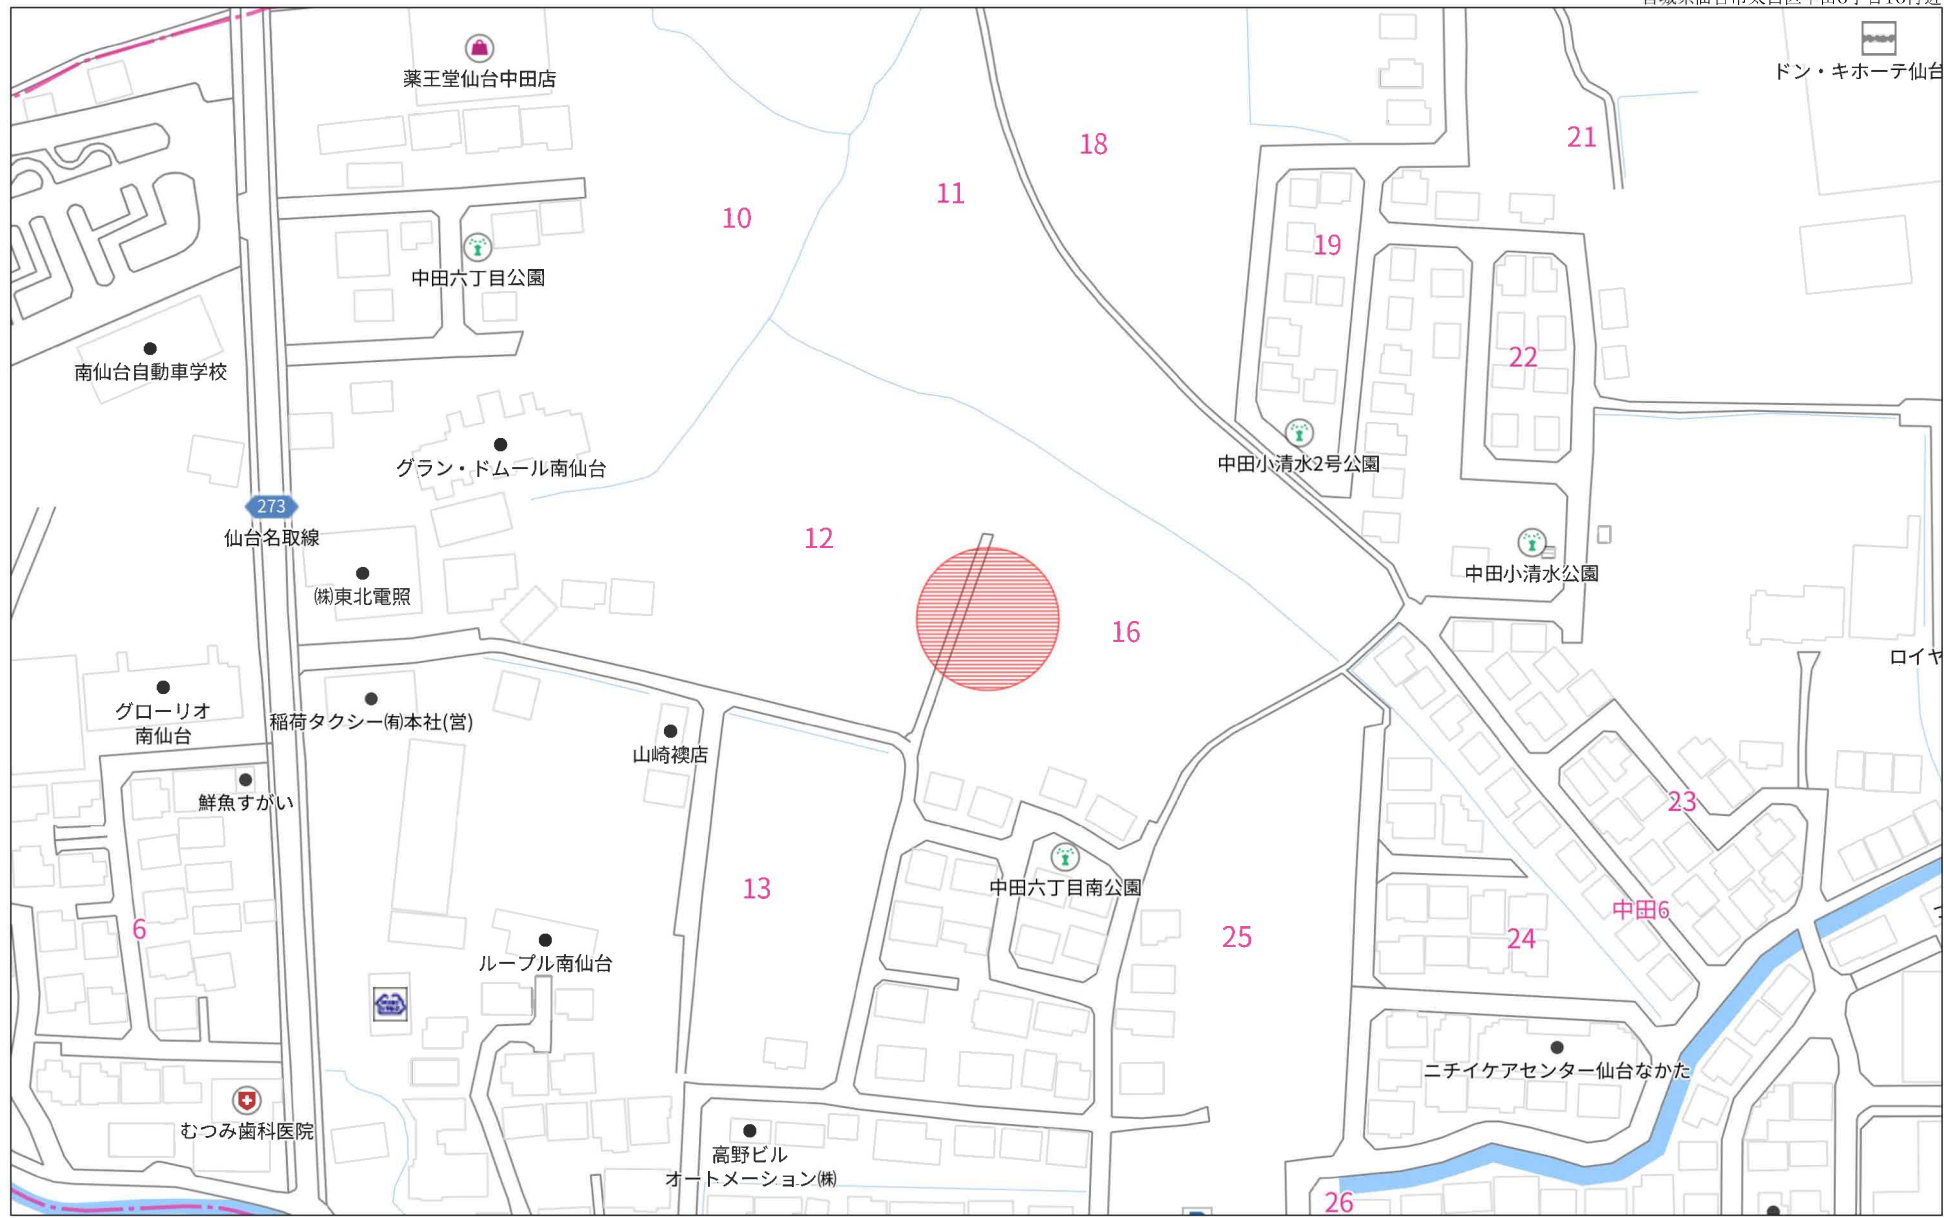 ドン・キホーテ仙台
薬王堂仙台中田店
18
21
11
10
19
中田六丁目公園
22
南仙台自動車学校
グラン・ドムール南仙台
中田小清水2号公園
273
仙台名取線
12
中田小清水公園
㈱東北電照
16
ロイヤ
グローリオ
南仙台
稲荷タクシー㈲本社(営)
山崎襖店
鮮魚すがい
23
13
中田六丁目南公園
6
中田6
25
24
ループル南仙台
ニチイケアセンター仙台なかた
むつみ歯科医院
高野ビル
オートメーション㈱
26